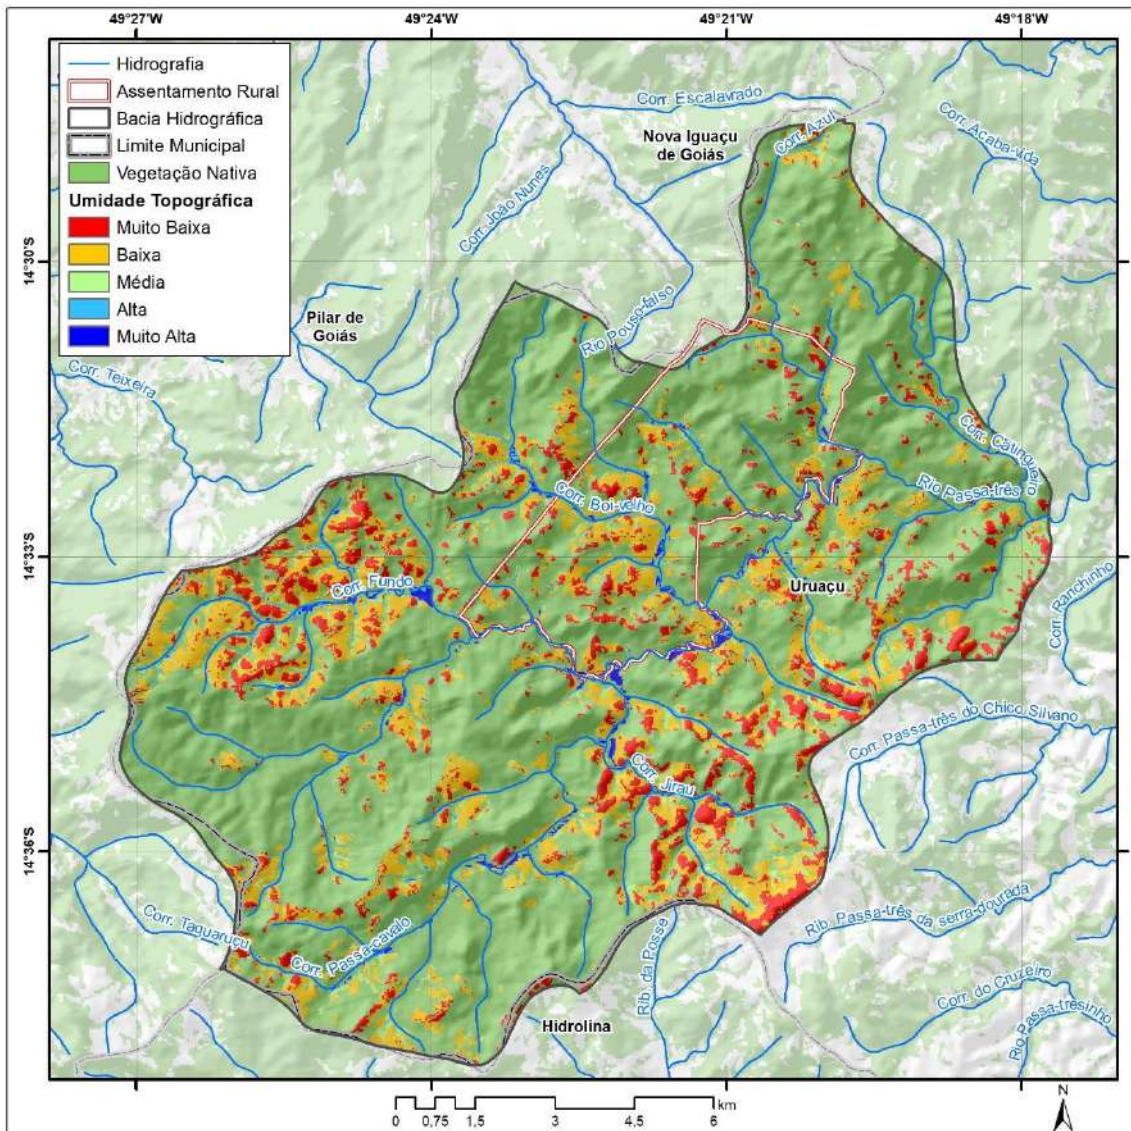 49°27'W
49°24'W
49°21'W
49°18'W
Hidrografia
Assentamento Rural
Bacia Hidrográfica
Limite Municipal
Vegetação Nativa
Umidade Topográfica
Muito Baixa
Baixa
Média
Alta
Muito Alta
Corr. Escalavrado
Nova Iguaçu
de Goiás
Corr. Azul
Corr. Acaba-vida
Corr. João Nunes
14°30'S
Pilar de
Goiás
Rio Pouso-falso
Corr. Teixeira
Corr. Catingueiro
Rio Passa-três
Corr. Boi-velho
14°33'S
Corr. Fundo
Uruaçu
Corr. Ranchinho
Corr. Passa-três do Chico Silvano
Corr. Jirau
14°36'S
Corr. Taguaruçu
Corr. Passa-cavalo
Rib. da Posse
Rib. Passa-três da serra-dourada
Corr. do Cruzeiro
Rio Passa-tresinho
Hidrolina
N
km
0
0,75
1,5
3
4,5
6